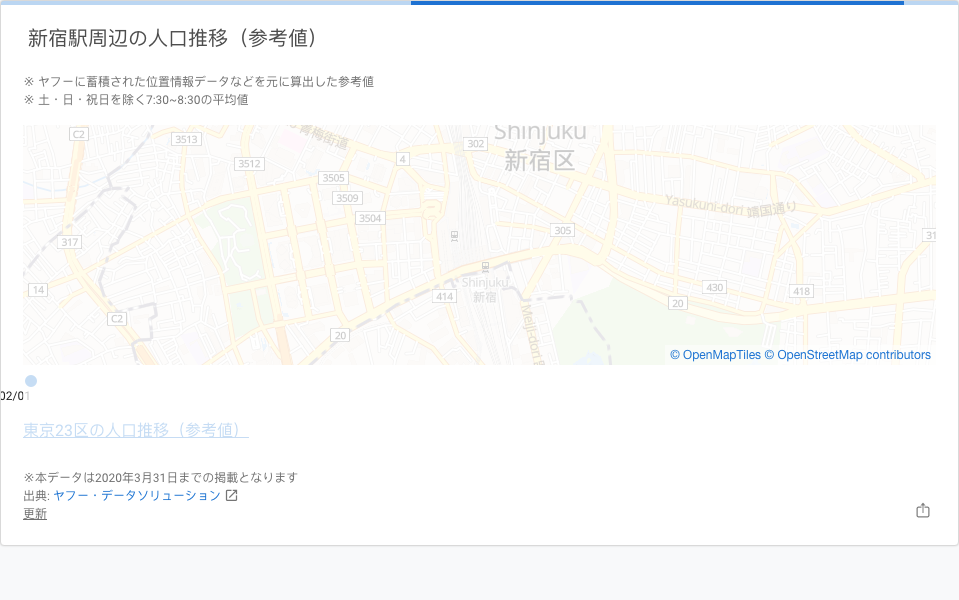 新宿駅周辺の人口推移（参考値）
※ ヤフーに蓄積された位置情報データなどを元に算出した参考値
※ 土・日・祝日を除く7:30~8:30の平均値
C2
3513
青梅街道
302
Shinjuku
新宿区
3512
4
3505
3509
3504
Yasukuni-dori 靖国通り
317
305
31
14
Shinjuku
新宿
414
430
418
20
C2
20
Meiji-dori
© OpenMapTiles © OpenStreetMap contributors
02/01
東京23区の人口推移（参考値）
※本データは2020年3月31日までの掲載となります
出典: ヤフー・データソリューション
更新